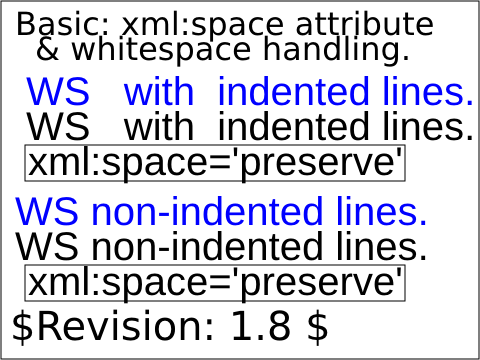 Basic: xml:space attribute
& whitespace handling.
WS   with  indented lines.
WS   with  indented lines.
xml:space='preserve'
WS non-indented lines.
WS non-indented lines.
xml:space='preserve'
$Revision: 1.8 $